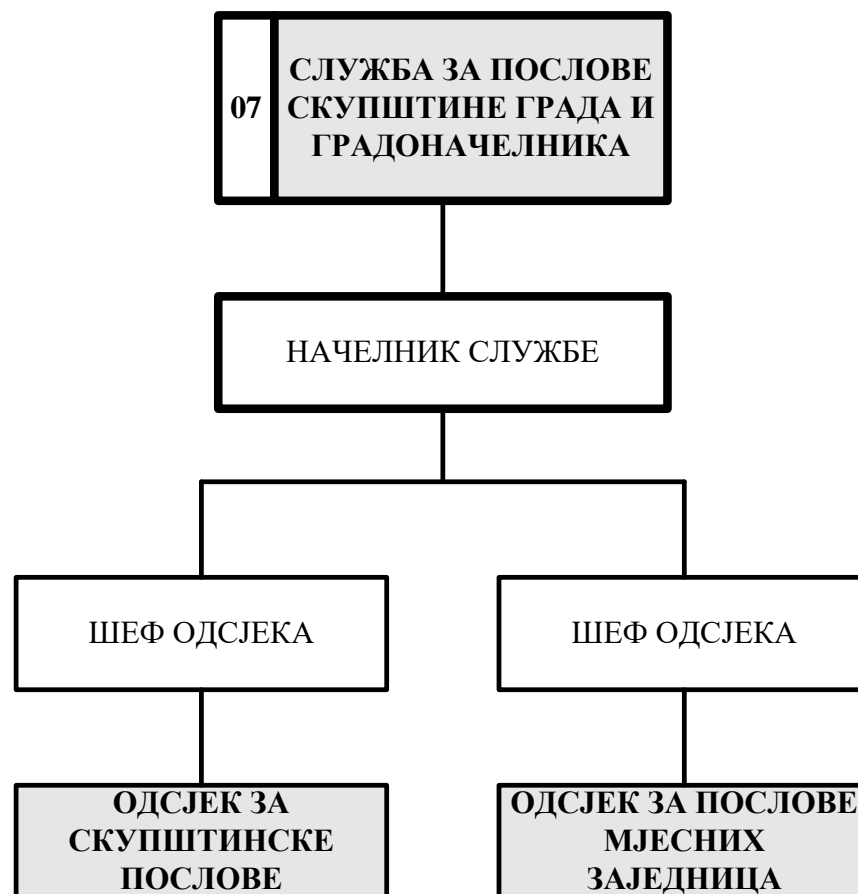 07
СЛУЖБА ЗА ПОСЛОВЕ
СКУПШТИНЕ ГРАДА И
ГРАДОНАЧЕЛНИКА
НАЧЕЛНИК СЛУЖБЕ
ШЕФ ОДСЈЕКА
ШЕФ ОДСЈЕКА
ОДСЈЕК ЗА
СКУПШТИНСКЕ
ПОСЛОВЕ
ОДСЈЕК ЗА ПОСЛОВЕ
МЈЕСНИХ
ЗАЈЕДНИЦА